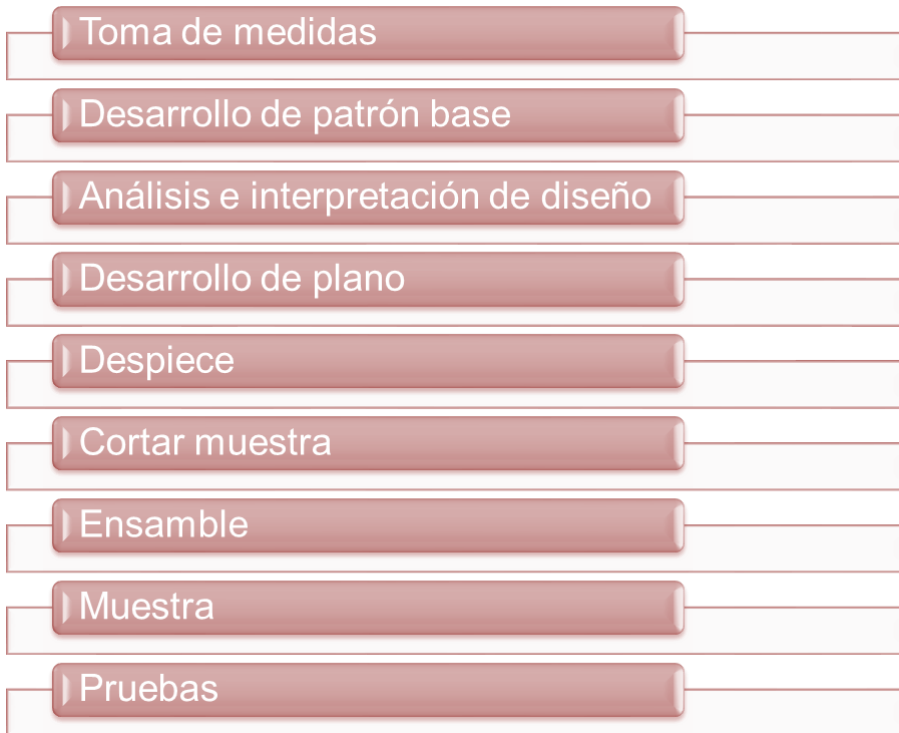 Toma de medidas
Desarrollo de patrón base
Análisis e interpretación de diseño
Desarrollo de plano
Despiece
Cortar muestra
Ensamble
Muestra
Pruebas